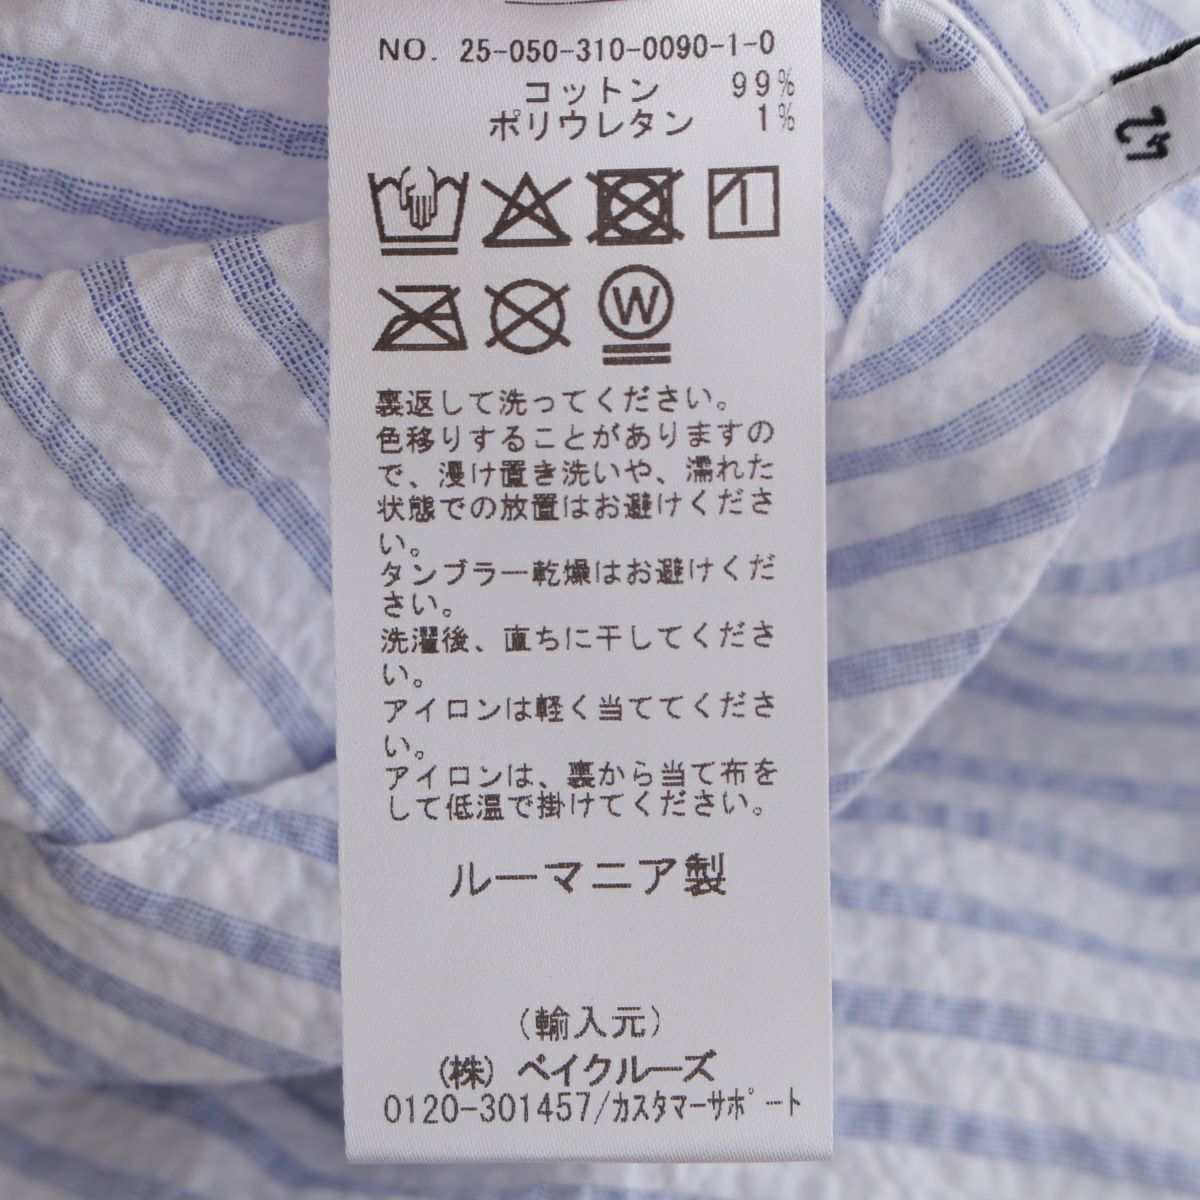 NO. 25-050-310-0090-1-0
コットン 99%
ポリウレタン 1%
W
裏返して洗ってください。
色移りすることがありますの
で、漫け置き洗いや、濡れた
状態での放置はお避けくださ
い。
タンブラー乾燥はお避けくだ
さい。
洗濯後、直ちに干してくださ
い。
アイロンは軽く当ててくださ
い。
アイロンは、裏から当て布を
して低温で掛けてください。
ルーマニア製
(輸入元)
(株) ベイクルーズ
0120-301457/カスタマーサポート
42